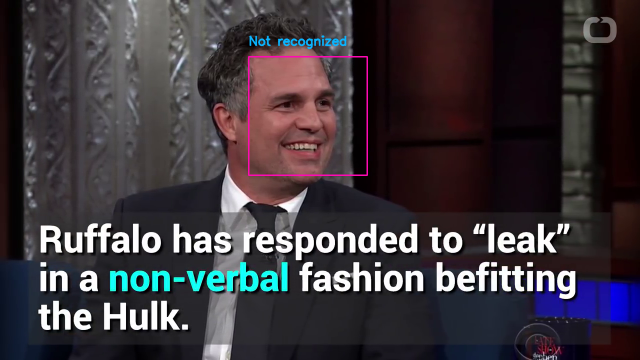 Not recognized
Ruffalo has responded to “leak”
in a non-verbal fashion befitting
the Hulk.